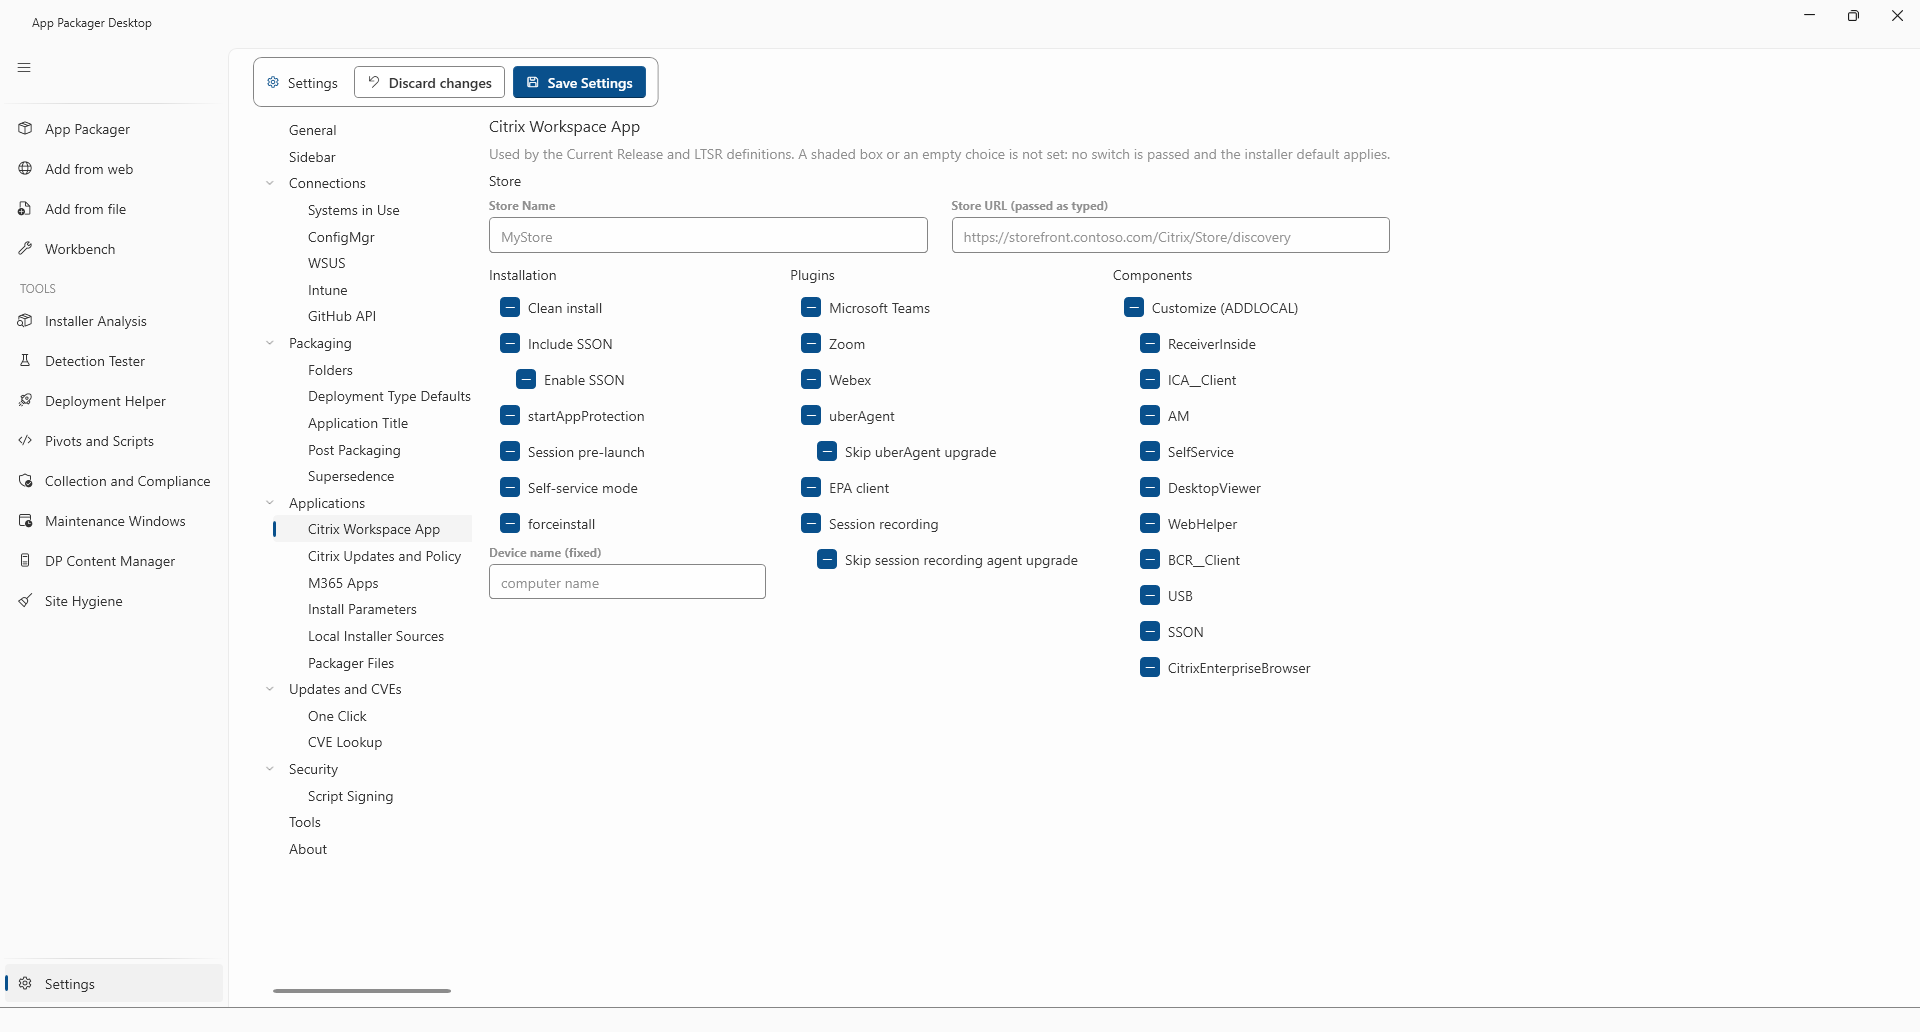 App Packager Desktop
Settings
Discard changes
Save Settings
App Packager
Add from web
Add from file
Workbench
TOOLS
Installer Analysis
Detection Tester
Deployment Helper
Pivots and Scripts
Collection and Compliance
Maintenance Windows
DP Content Manager
Site Hygiene
Settings
General
Sidebar
Connections
Systems in Use
ConfigMgr
WSUS
Intune
GitHub API
Packaging
Folders
Deployment Type Defaults
Application Title
Post Packaging
Supersedence
Applications
Citrix Workspace App
Citrix Updates and Policy
M365 Apps
Install Parameters
Local Installer Sources
Packager Files
Updates and CVEs
One Click
CVE Lookup
Security
Script Signing
Tools
About
Citrix Workspace App
Used by the Current Release and LTSR definitions. A shaded box or an empty choice is not set: no switch is passed and the installer default applies.
Store
Store Name
MyStore
Store URL (passed as typed)
https://storefront.contoso.com/Citrix/Store/discovery
Installation
Clean install
Include SSON
Enable SSON
startAppProtection
Session pre-launch
Self-service mode
forceinstall
Device name (fixed)
computer name
Plugins
Microsoft Teams
Zoom
Webex
uberAgent
Skip uberAgent upgrade
EPA client
Session recording
Skip session recording agent upgrade
Components
Customize (ADDLOCAL)
ReceiverInside
ICA_Client
AM
SelfService
DesktopViewer
WebHelper
BCR_Client
USB
SSON
CitrixEnterpriseBrowser